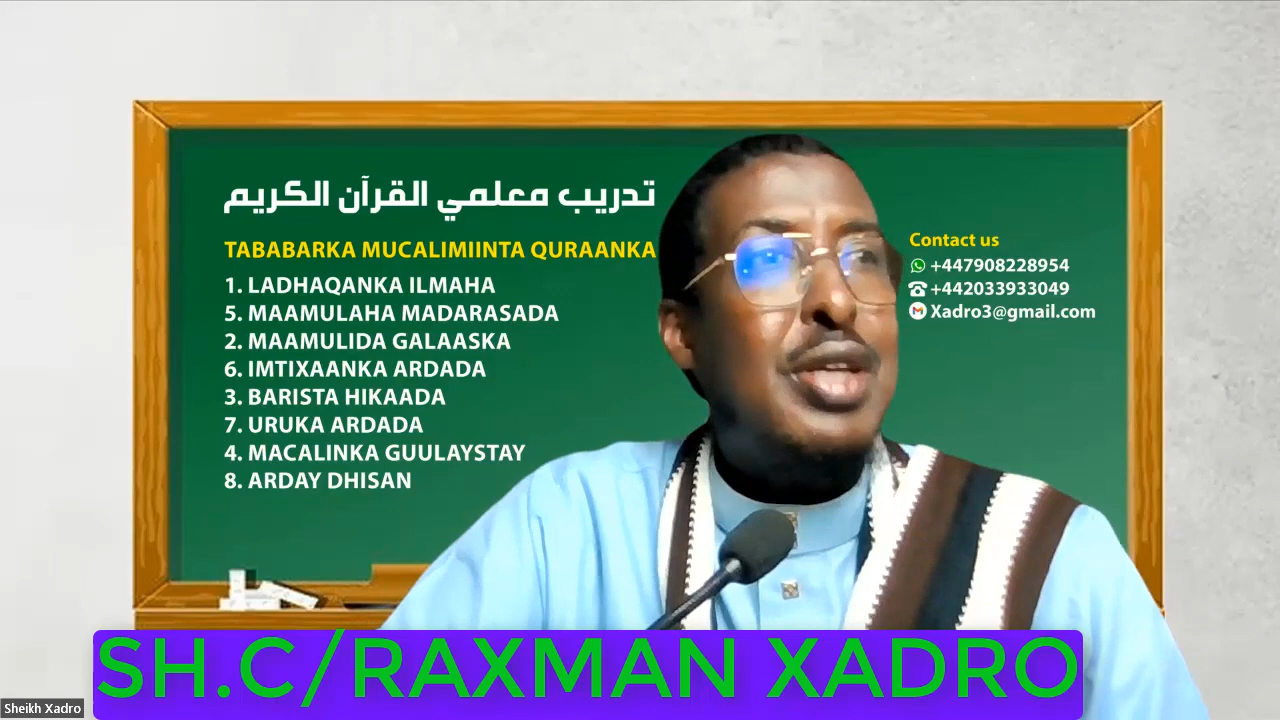 تدريب معلمي القرآن الكريم
TABABARKA MUCALIMIINTA QURAANKA
1. LADHAQANKA ILMAHA
5. MAAMULAHA MADARASADA
2. MAAMULIDA GALAASKA
6. IMTIXAANKA ARDADA
3. BARISTA HIKAADA
7. URUKA ARDADA
4. MACALINKA GUULAYSTAY
8. ARDAY DHISAN
Contact us
+447908228954
+442033933049
Xadro3@gmail.com
SH.C/RAXMAN XADRO
Sheikh Xadro